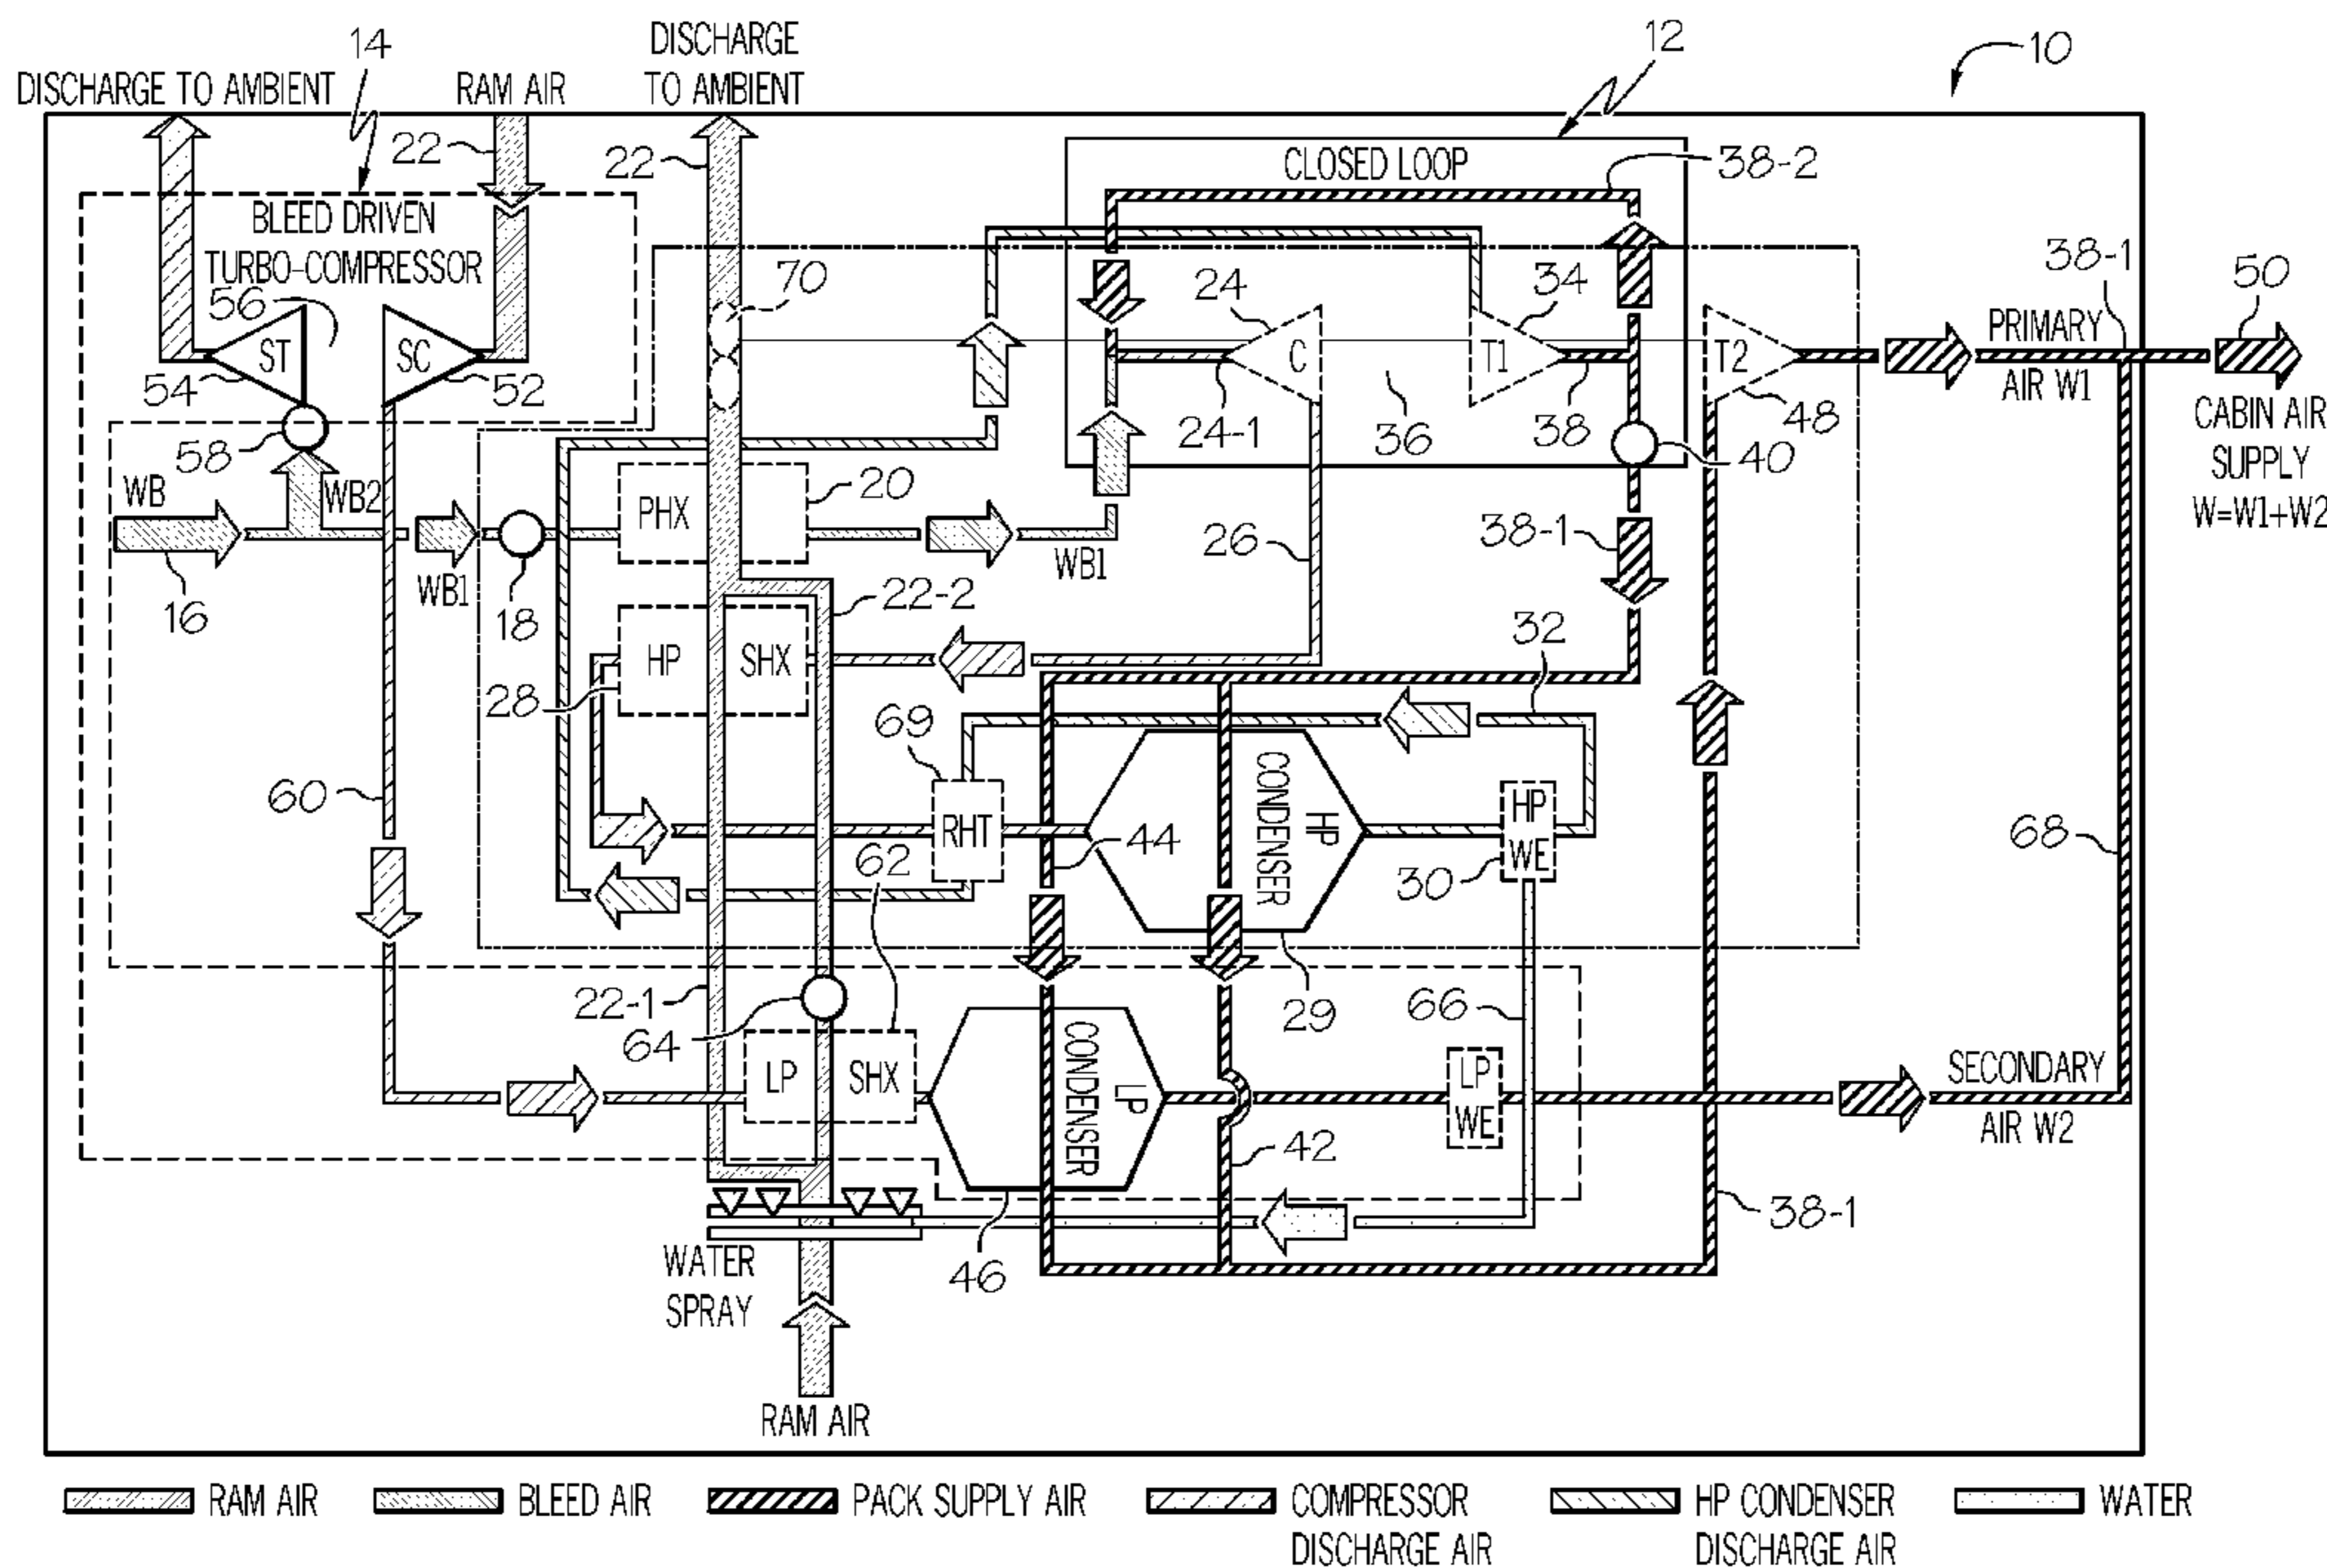 14
DISCHARGE
TO AMBIENT
12
10
DISCHARGE TO AMBIENT
RAM AIR
22
22
CLOSED LOOP
38-2
BLEED DRIVEN
TURBO-COMPRESSOR
56
70
24
34
38-1
50
ST
SC
C
T1
T2
PRIMARY
AIR W1
54
52
24-1
36
38
48
CABIN AIR
SUPPLY
W=W1+W2
58
40
WB
WB2
PHX
20
16
WB1
18
WB1
26
38-1
22-2
32
HP
SHX
28
69
60
RHT
HP
CONDENSER
HP
WE
44
30
68
62
22-1
64
29
66
LP
SHX
LP
CONDENSER
LP
WE
SECONDARY
AIR W2
42
38-1
46
WATER
SPRAY
RAM AIR
RAM AIR
BLEED AIR
PACK SUPPLY AIR
COMPRESSOR
DISCHARGE AIR
HP CONDENSER
DISCHARGE AIR
WATER